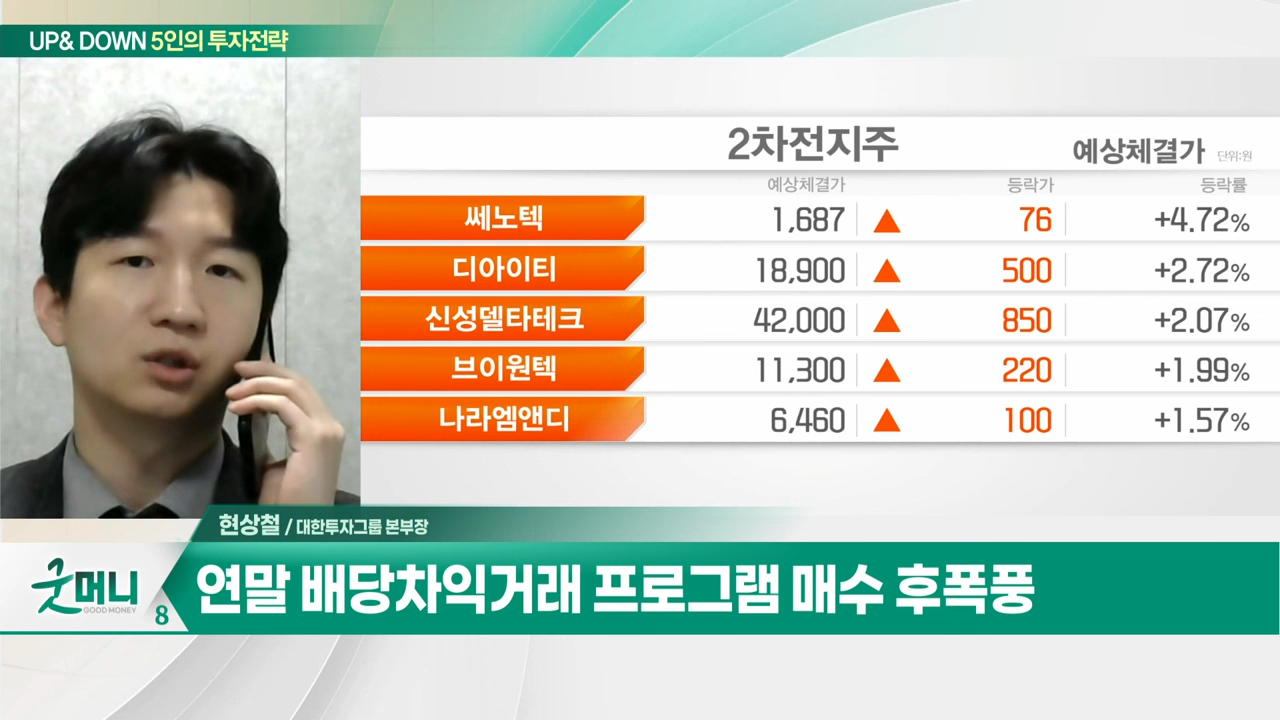 UP& DOWN 5인의 투자전략
2차전지주 예상체결가 단위:원
예상체결가 등락가 등락률
쎄노텍 1,687 ▲ 76 +4.72%
디아이티 18,900 ▲ 500 +2.72%
신성델타테크 42,000 ▲ 850 +2.07%
브이원텍 11,300 ▲ 220 +1.99%
나라엠앤디 6,460 ▲ 100 +1.57%
현상철 / 대한투자그룹 본부장
굿머니
GOOD MONEY
8
연말 배당차익거래 프로그램 매수 후폭풍